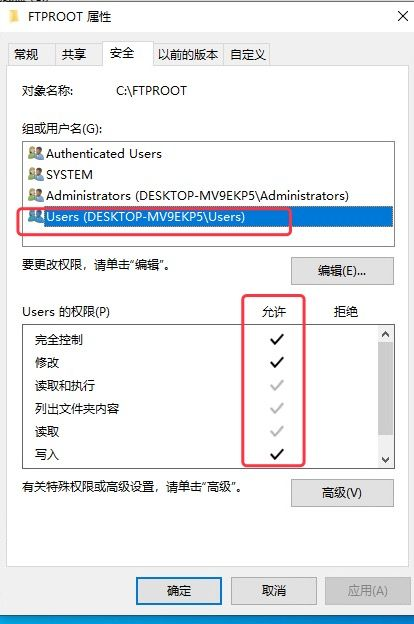 FTPROOT 属性
常规 共享 安全 以前的版本 自定义
对象名称: C:\FTPROOT
组或用户名(G):
Authenticated Users
SYSTEM
Administrators (DESKTOP-MV9EKP5\Administrators)
Users (DESKTOP-MV9EKP5\Users)
要更改权限，请单击"编辑"。 编辑(E)...
Users 的权限(P) 允许 拒绝
完全控制
修改
读取和执行
列出文件夹内容
读取
写入
有关特殊权限或高级设置，请单击"高级"。 高级(V)
确定 取消 应用(A)